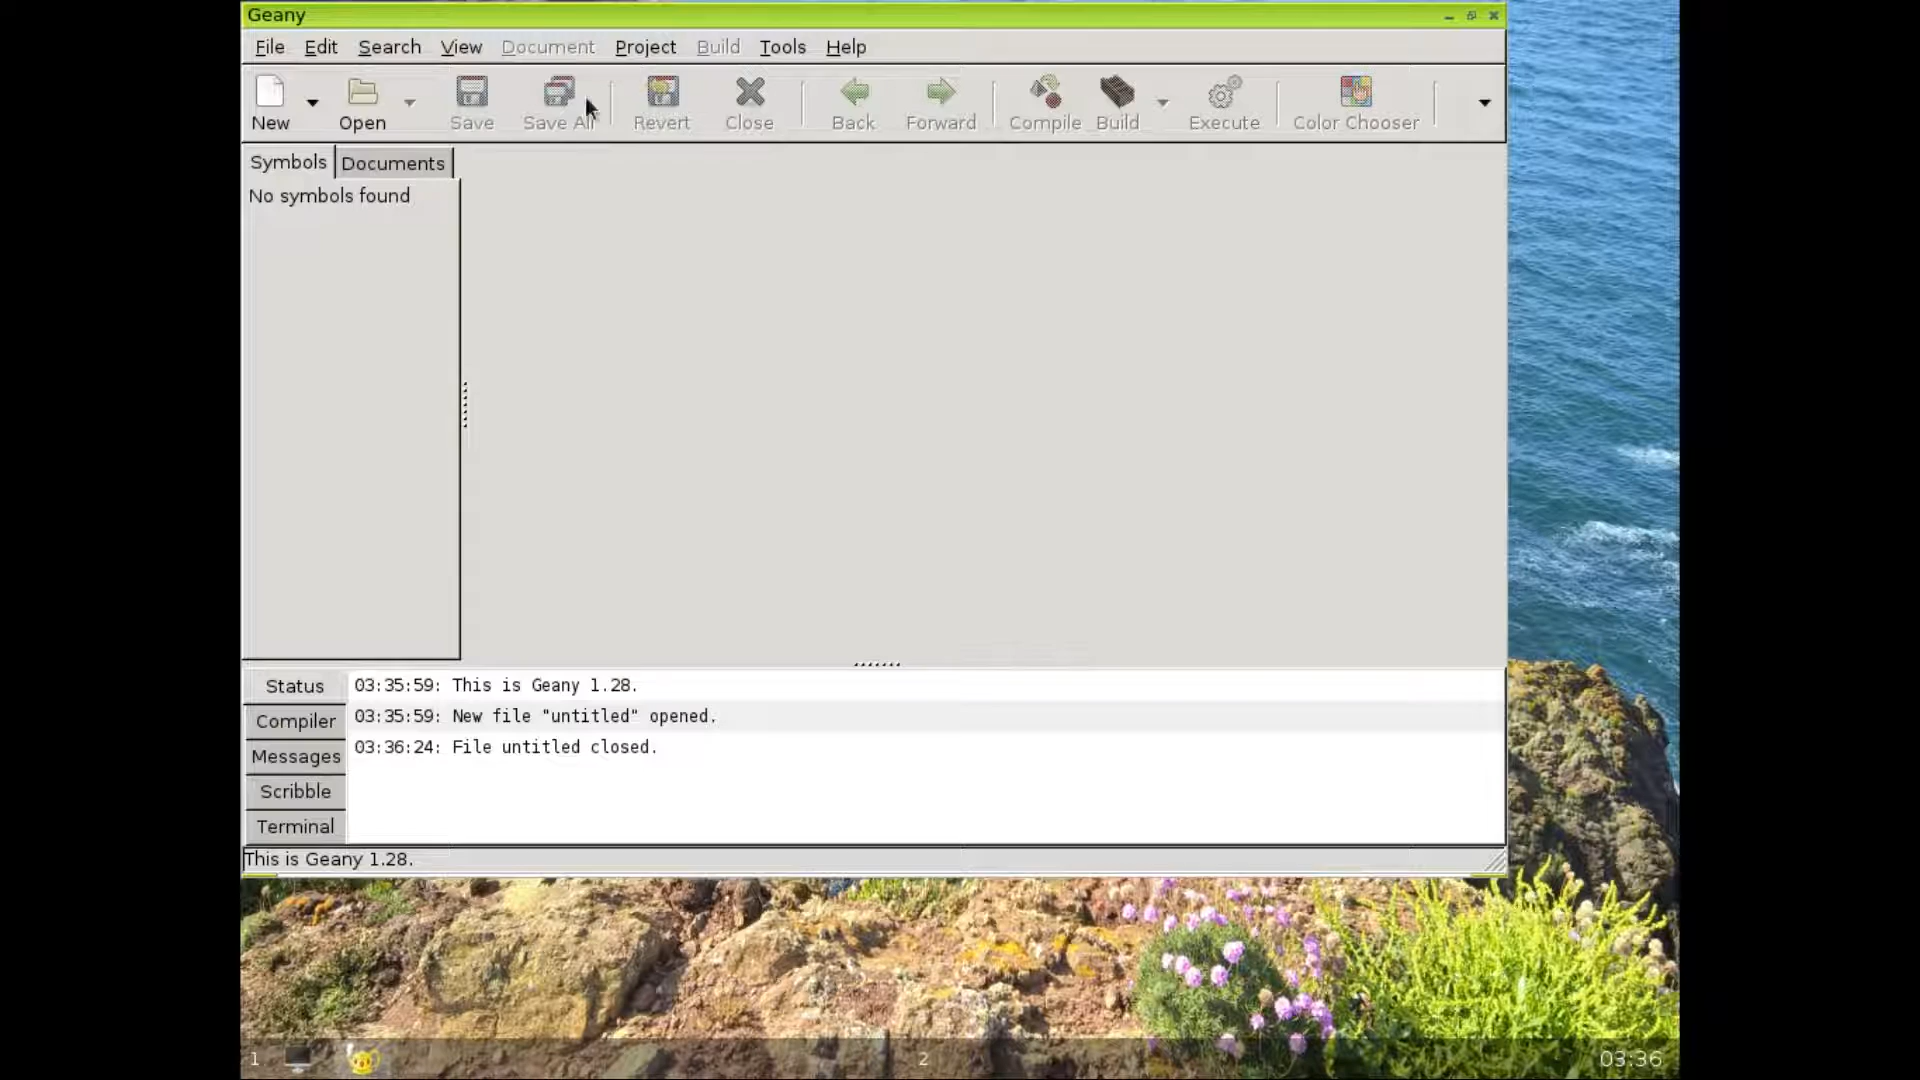 Geany
File Edit Search View Document Project Build Tools Help
New Open Save Save All Revert Close Back Forward Compile Build Execute Color Chooser
Symbols Documents
No symbols found
Status
Compiler
Messages
Scribble
Terminal
03:35:59: This is Geany 1.28.
03:35:59: New file "untitled" opened.
03:36:24: File untitled closed.
This is Geany 1.28.
1 2 03:36